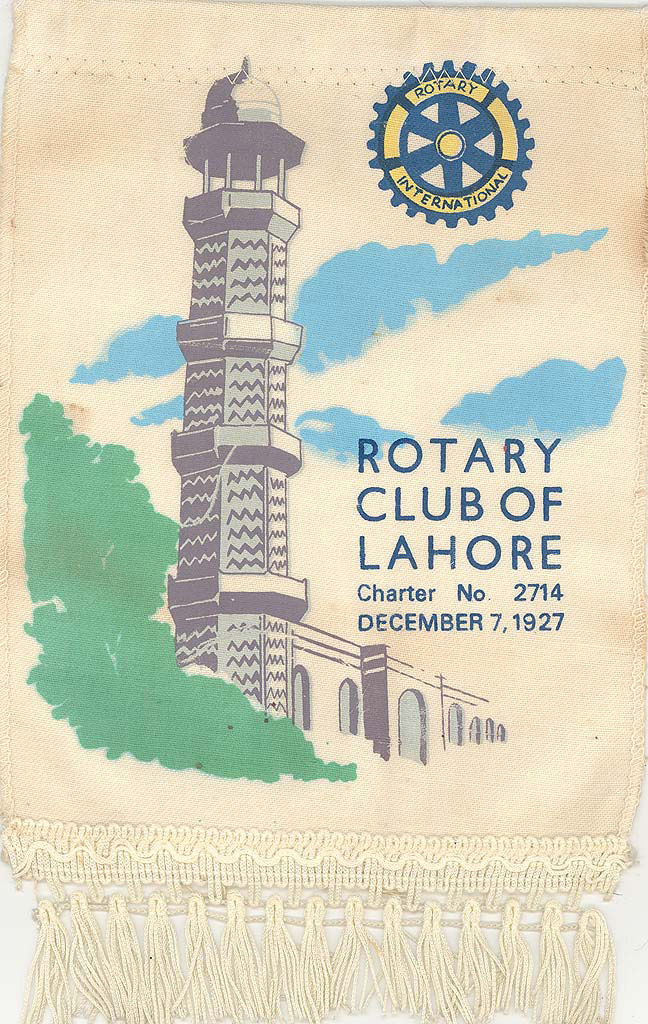 ROTARY
INTERNATIONAL
ROTARY
CLUB OF
LAHORE
Charter No. 2714
DECEMBER 7, 1927